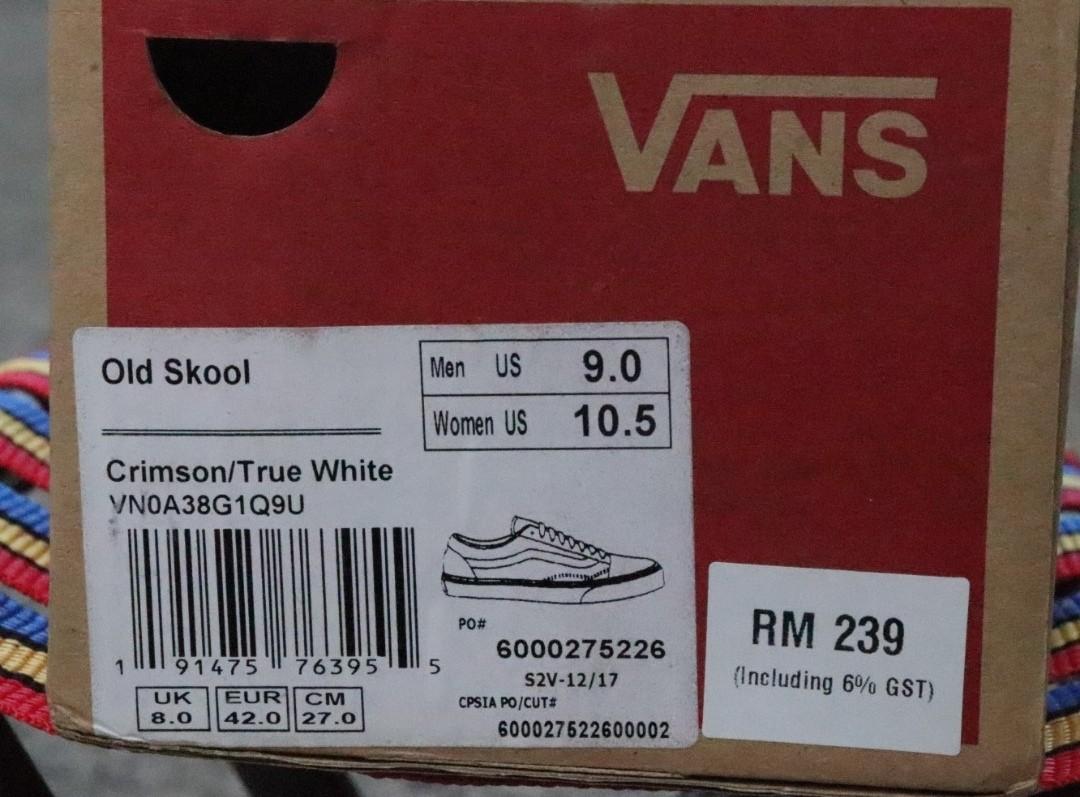 VANS
Old Skool
Men US 9.0
Women US 10.5
Crimson/True White
VN0A38G1Q9U
1 91475 76395 5
PO#
6000275226
S2V-12/17
CPSIA PO/CUT#
600027522600002
UK EUR CM
8.0 42.0 27.0
RM 239
(Including 6% GST)